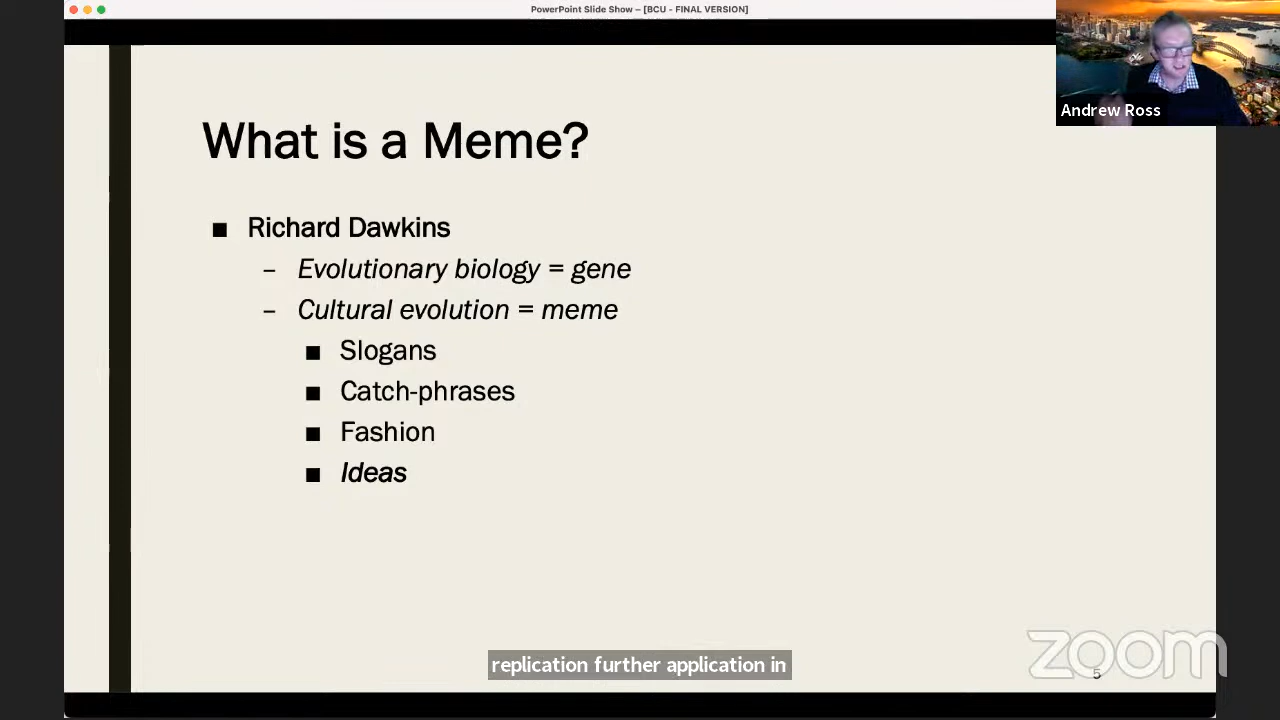 PowerPoint Slide Show – [BCU - FINAL VERSION]
Andrew Ross
What is a Meme?
■ Richard Dawkins
– Evolutionary biology = gene
– Cultural evolution = meme
■ Slogans
■ Catch-phrases
■ Fashion
■ Ideas
replication further application in
zoom
5